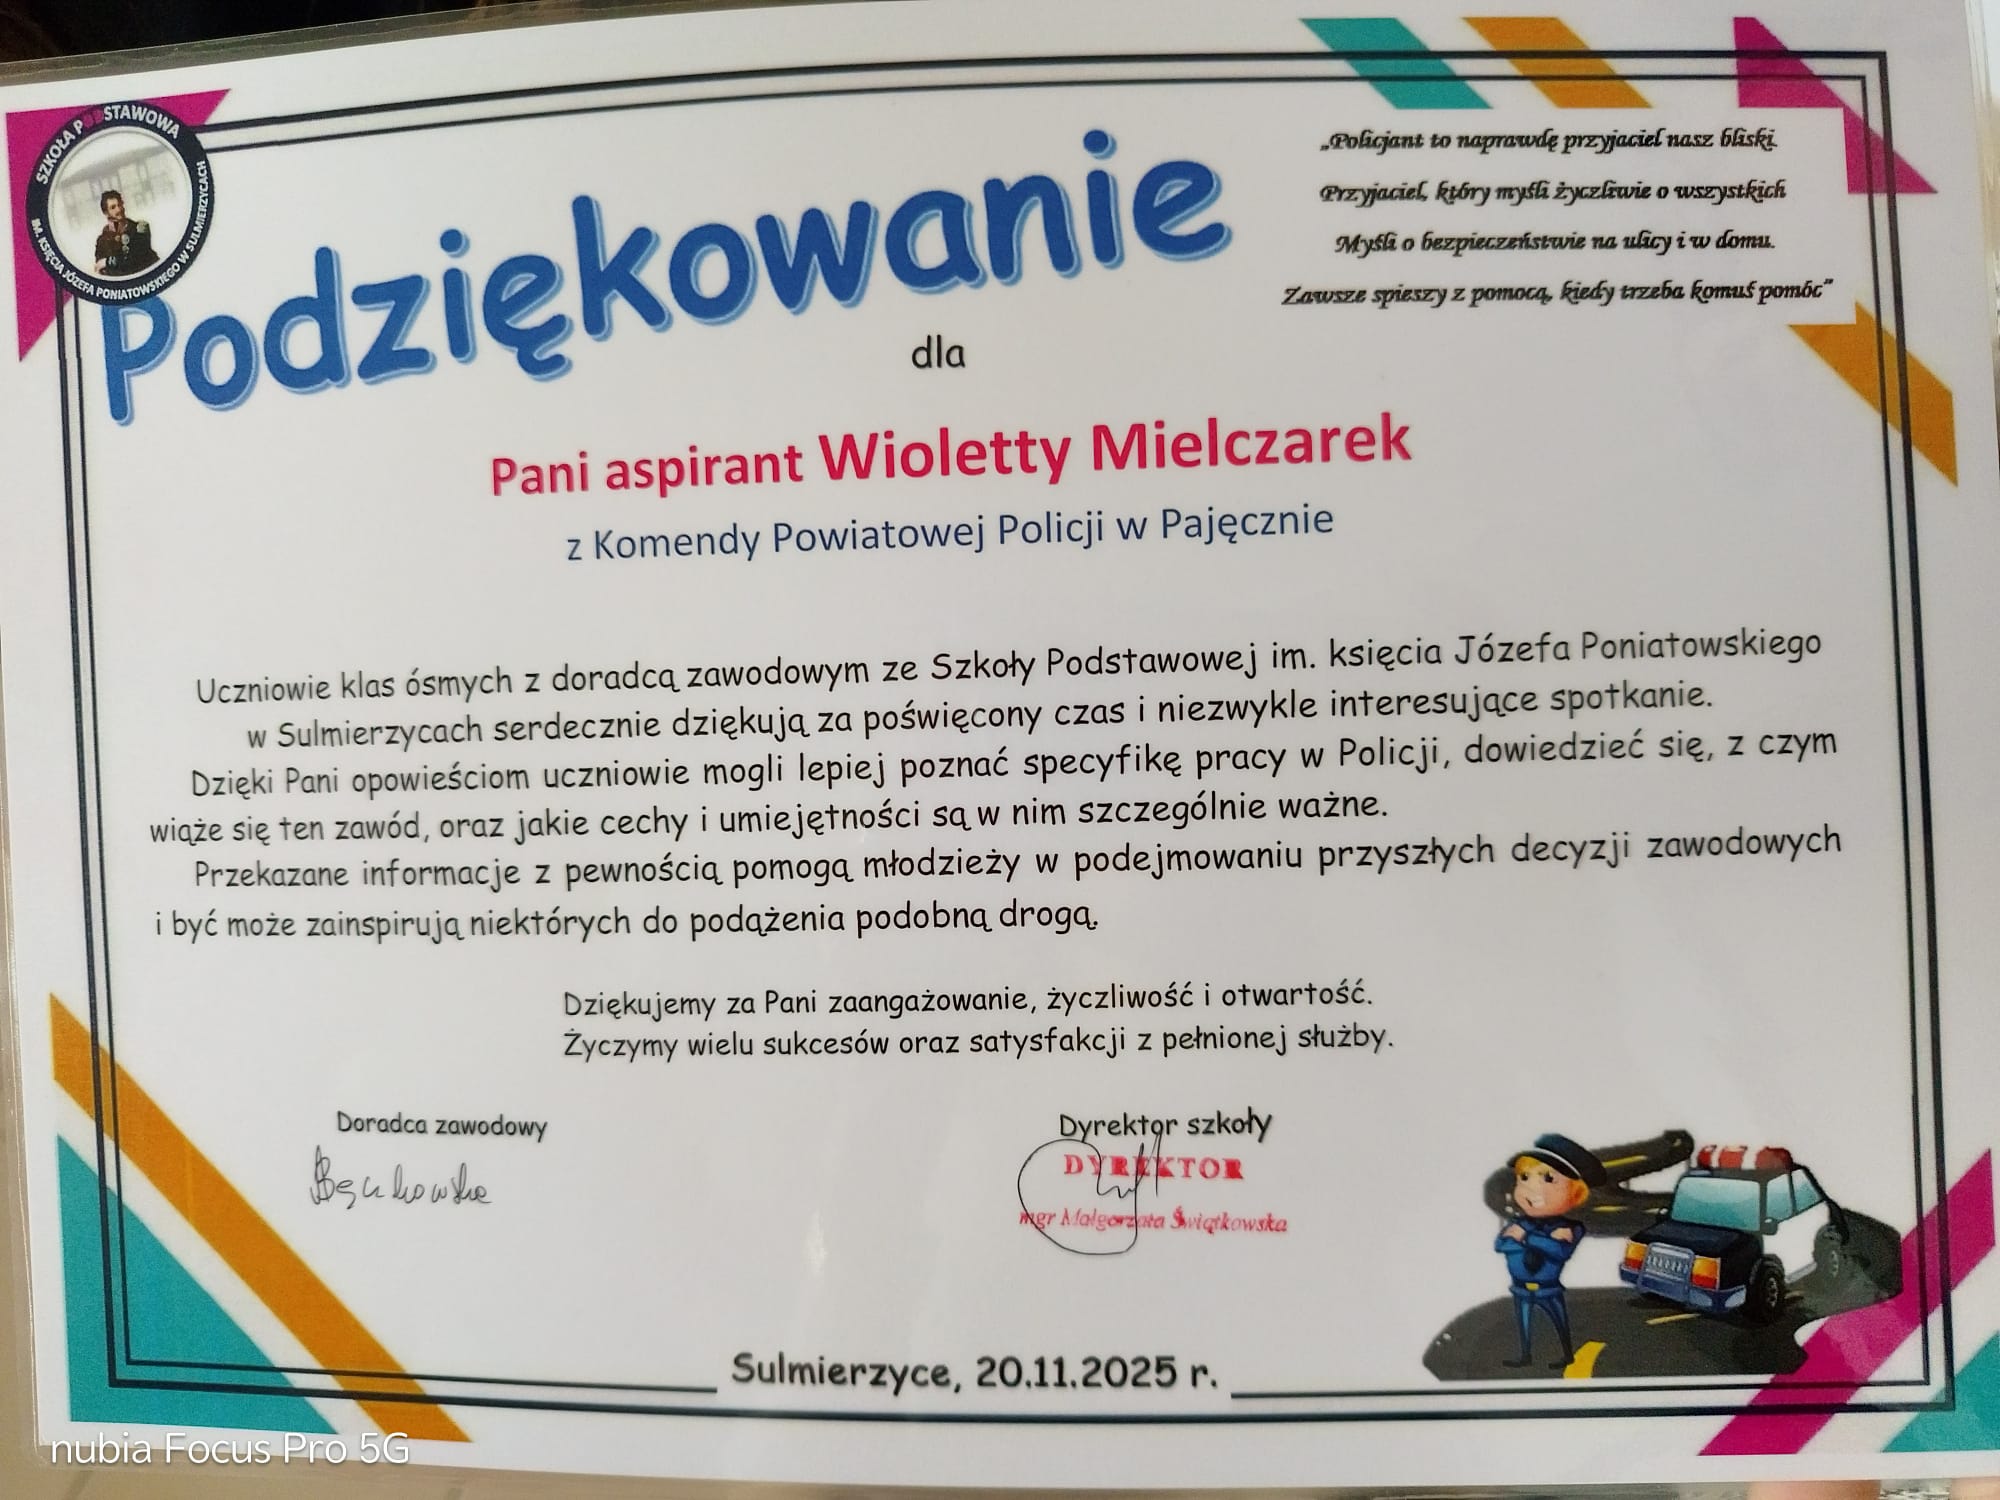 SZKOŁA PODSTAWOWA
IM. KSIĘCIA JÓZEFA PONIATOWSKIEGO W SULMIERZYCACH
Podziękowanie
„Policjant to naprawdę przyjaciel nasz bliski.
Przyjaciel, który myśli życzliwie o wszystkich
Myśli o bezpieczeństwie na ulicy i w domu.
Zawsze spieszy z pomocą, kiedy trzeba komuś pomóc”
dla
Pani aspirant Wioletty Mielczarek
z Komendy Powiatowej Policji w Pajęcznie
Uczniowie klas ósmych z doradcą zawodowym ze Szkoły Podstawowej im. księcia Józefa Poniatowskiego
w Sulmierzycach serdecznie dziękują za poświęcony czas i niezwykle interesujące spotkanie.
Dzięki Pani opowieściom uczniowie mogli lepiej poznać specyfikę pracy w Policji, dowiedzieć się, z czym
wiąże się ten zawód, oraz jakie cechy i umiejętności są w nim szczególnie ważne.
Przekazane informacje z pewnością pomogą młodzieży w podejmowaniu przyszłych decyzji zawodowych
i być może zainspirują niektórych do podążenia podobną drogą.
Dziękujemy za Pani zaangażowanie, życzliwość i otwartość.
Życzymy wielu sukcesów oraz satysfakcji z pełnionej służby.
Doradca zawodowy
Dyrektor szkoły
DYREKTOR
mgr Małgorzata Świątkowska
Sulmierzyce, 20.11.2025 r.
nubia Focus Pro 5G